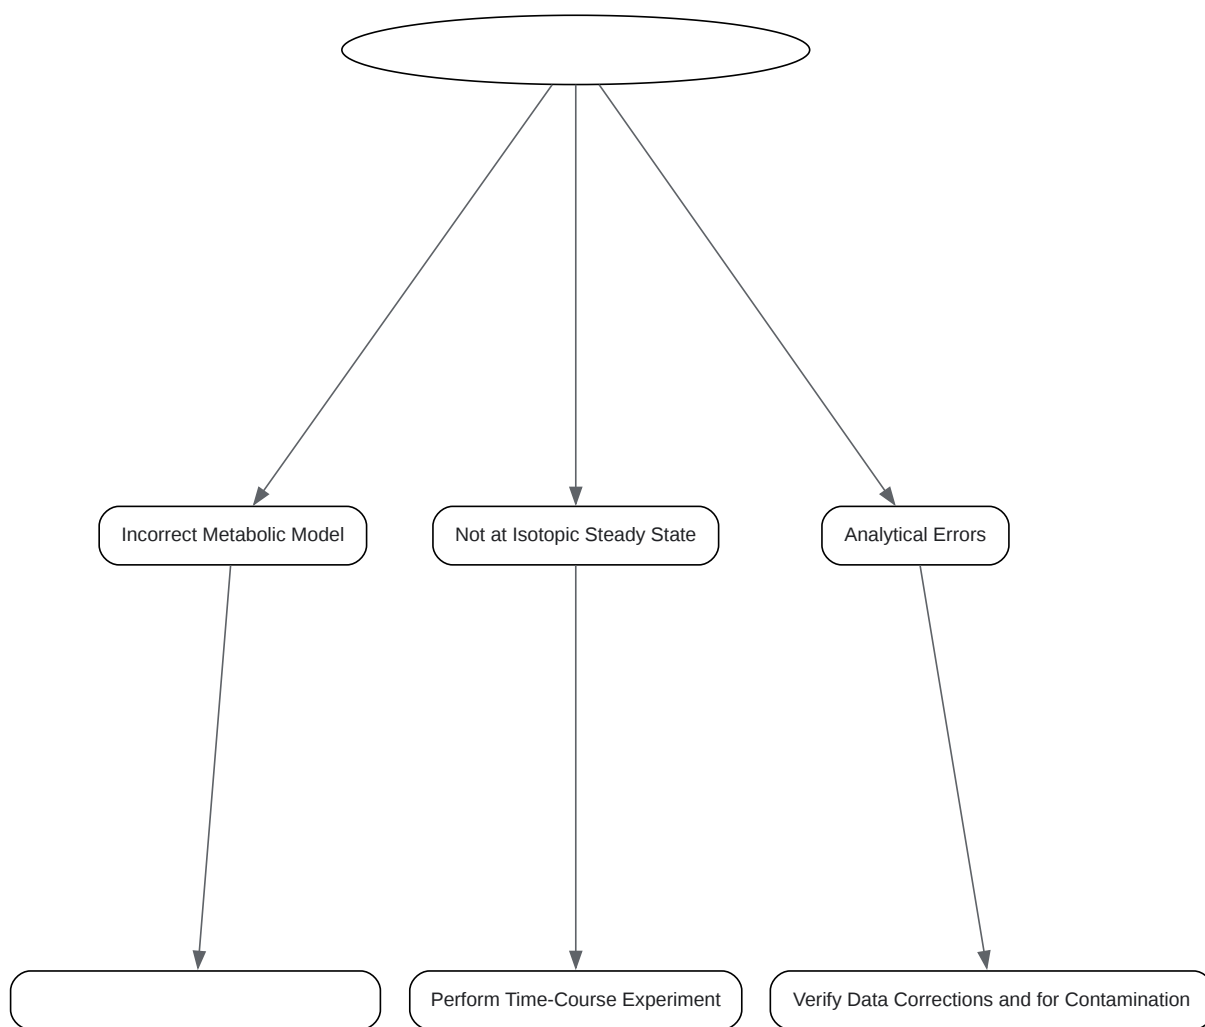 Incorrect Metabolic Model
Not at Isotopic Steady State
Analytical Errors
Perform Time-Course Experiment
Verify Data Corrections and for Contamination